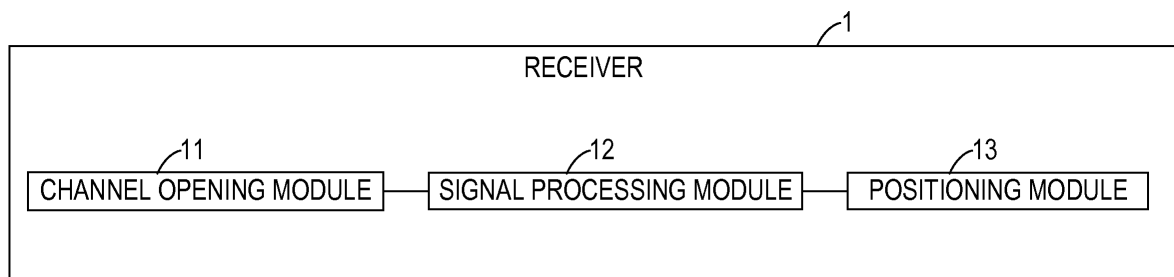 1
RECEIVER
11
12
13
CHANNEL OPENING MODULE
SIGNAL PROCESSING MODULE
POSITIONING MODULE